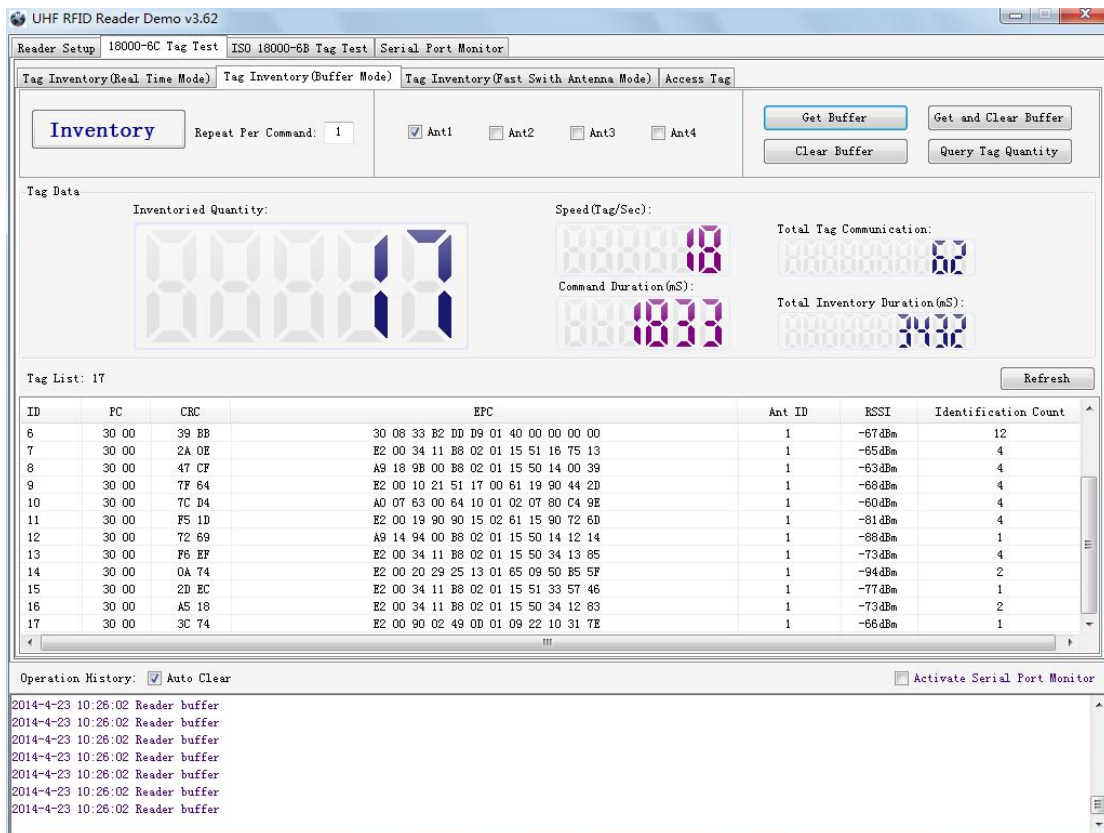 UHF RFID Reader Demo v3.62
Reader Setup 18000-6C Tag Test ISO 18000-6B Tag Test Serial Port Monitor
Tag Inventory(Real Time Mode) Tag Inventory(Buffer Mode) Tag Inventory(Fast Swith Antenna Mode) Access Tag
Inventory Repeat Per Command: 1 Ant1 Ant2 Ant3 Ant4 Get Buffer Get and Clear Buffer
Clear Buffer Query Tag Quantity
Tag Data
Inventoried Quantity: Speed(Tag/Sec): Total Tag Communication:
17 18 62
Command Duration(mS): Total Inventory Duration(mS):
1833 3432
Tag List: 17 Refresh
ID PC CRC EPC Ant ID RSSI Identification Count
6 30 00 39 BB 30 08 33 B2 DD D9 01 40 00 00 00 00 1 -67dBm 12
7 30 00 2A 0E E2 00 34 11 B8 02 01 15 51 16 75 13 1 -65dBm 4
8 30 00 47 CF A9 18 9B 00 B8 02 01 15 50 14 00 39 1 -63dBm 4
9 30 00 7F 64 E2 00 10 21 51 17 00 61 19 90 44 2D 1 -68dBm 4
10 30 00 7C D4 A0 07 63 00 64 10 01 02 07 80 C4 9E 1 -60dBm 4
11 30 00 F5 1D E2 00 19 90 90 15 02 61 15 90 72 6D 1 -81dBm 4
12 30 00 72 69 A9 14 94 00 B8 02 01 15 50 14 12 14 1 -88dBm 1
13 30 00 F6 EF E2 00 34 11 B8 02 01 15 50 34 13 85 1 -73dBm 4
14 30 00 0A 74 E2 00 20 29 25 13 01 65 09 50 B5 5F 1 -94dBm 2
15 30 00 2D EC E2 00 34 11 B8 02 01 15 51 33 57 46 1 -77dBm 1
16 30 00 A5 18 E2 00 34 11 B8 02 01 15 50 34 12 83 1 -73dBm 2
17 30 00 3C 74 E2 00 90 02 49 0D 01 09 22 10 31 7E 1 -66dBm 1
Operation History: Auto Clear Activate Serial Port Monitor
2014-4-23 10:26:02 Reader buffer
2014-4-23 10:26:02 Reader buffer
2014-4-23 10:26:02 Reader buffer
2014-4-23 10:26:02 Reader buffer
2014-4-23 10:26:02 Reader buffer
2014-4-23 10:26:02 Reader buffer
2014-4-23 10:26:02 Reader buffer